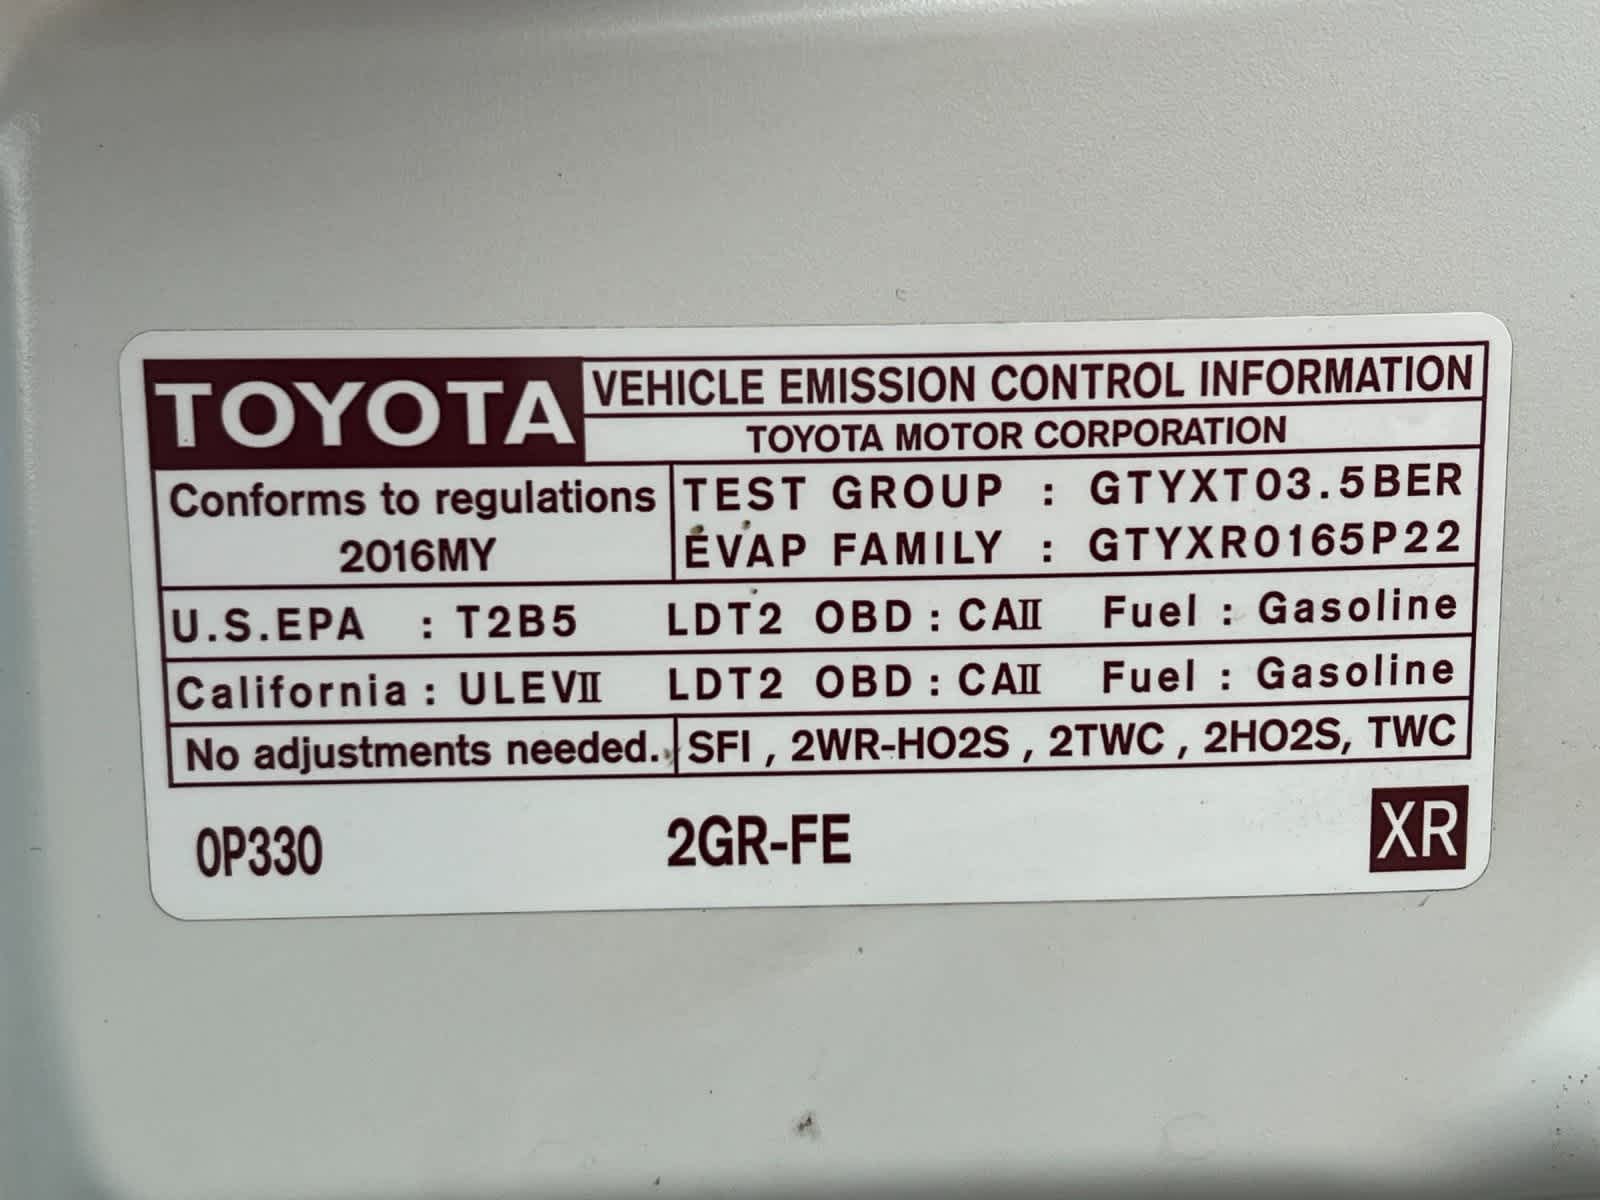 TOYOTA VEHICLE EMISSION CONTROL INFORMATION
TOYOTA MOTOR CORPORATION
Conforms to regulations
2016MY
TEST GROUP : GTYXT03.5BER
EVAP FAMILY : GTYXR0165P22
U.S.EPA : T2B5 LDT2 OBD : CAII Fuel : Gasoline
California : ULEVII LDT2 OBD : CAII Fuel : Gasoline
No adjustments needed. SFI , 2WR-HO2S , 2TWC , 2HO2S, TWC
0P330 2GR-FE XR